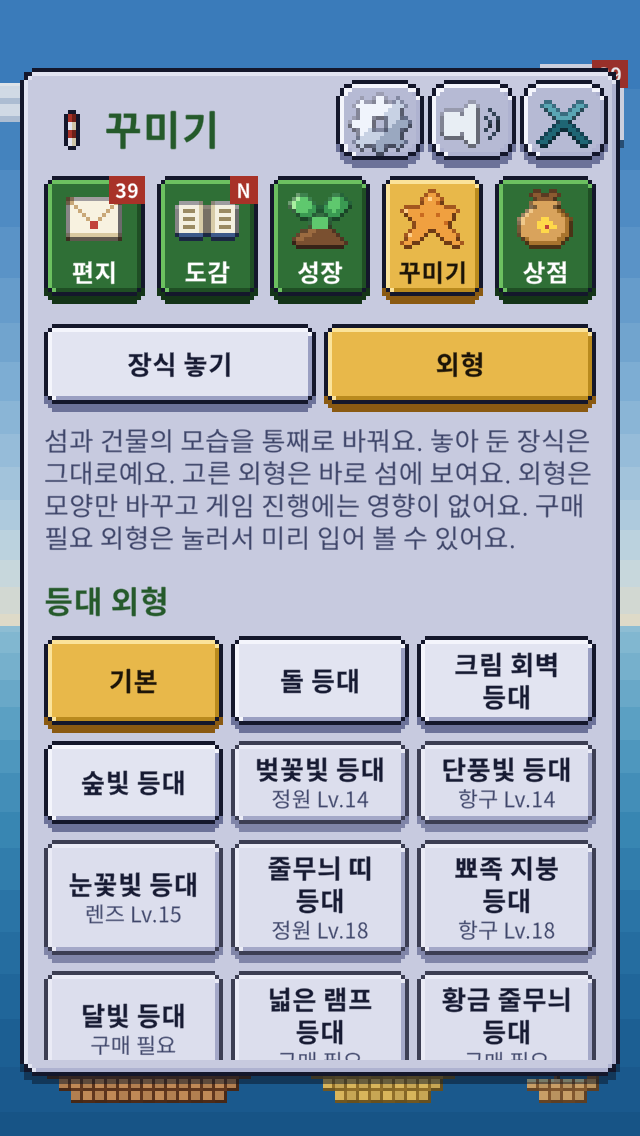 꾸미기
39
N
편지
도감
성장
꾸미기
상점
장식 놓기
외형
섬과 건물의 모습을 통째로 바꿔요. 놓아 둔 장식은
그대로예요. 고른 외형은 바로 섬에 보여요. 외형은
모양만 바꾸고 게임 진행에는 영향이 없어요. 구매
필요 외형은 눌러서 미리 입어 볼 수 있어요.
등대 외형
기본
돌 등대
크림 회벽
등대
숲빛 등대
벚꽃빛 등대
정원 Lv.14
단풍빛 등대
항구 Lv.14
눈꽃빛 등대
렌즈 Lv.15
줄무늬 띠
등대
정원 Lv.18
뾰족 지붕
등대
항구 Lv.18
달빛 등대
구매 필요
넓은 램프
등대
황금 줄무늬
등대